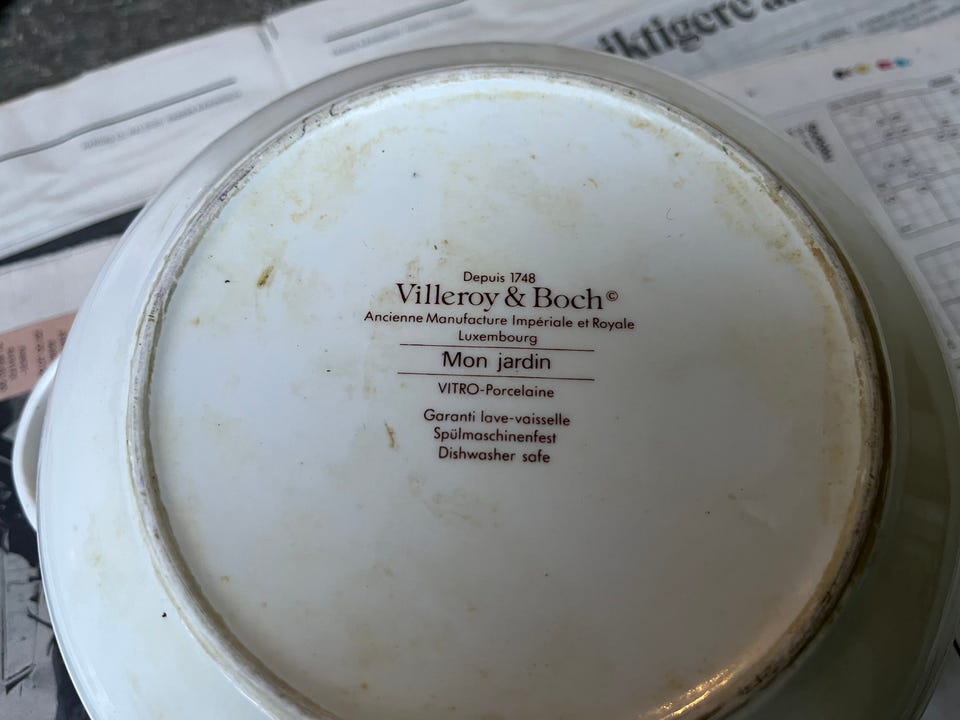 iktigere
Depuis 1748
Villeroy & Boch©
Ancienne Manufacture Impériale et Royale
Luxembourg
Mon jardin
VITRO-Porcelaine
Garanti lave-vaisselle
Spülmaschinenfest
Dishwasher safe